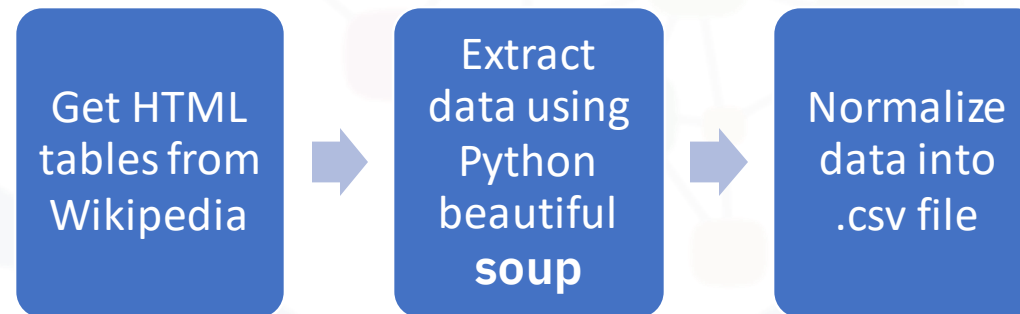 Get HTML
tables from
Wikipedia
Extract
data using
Python
beautiful
soup
Normalize
data into
.csv file